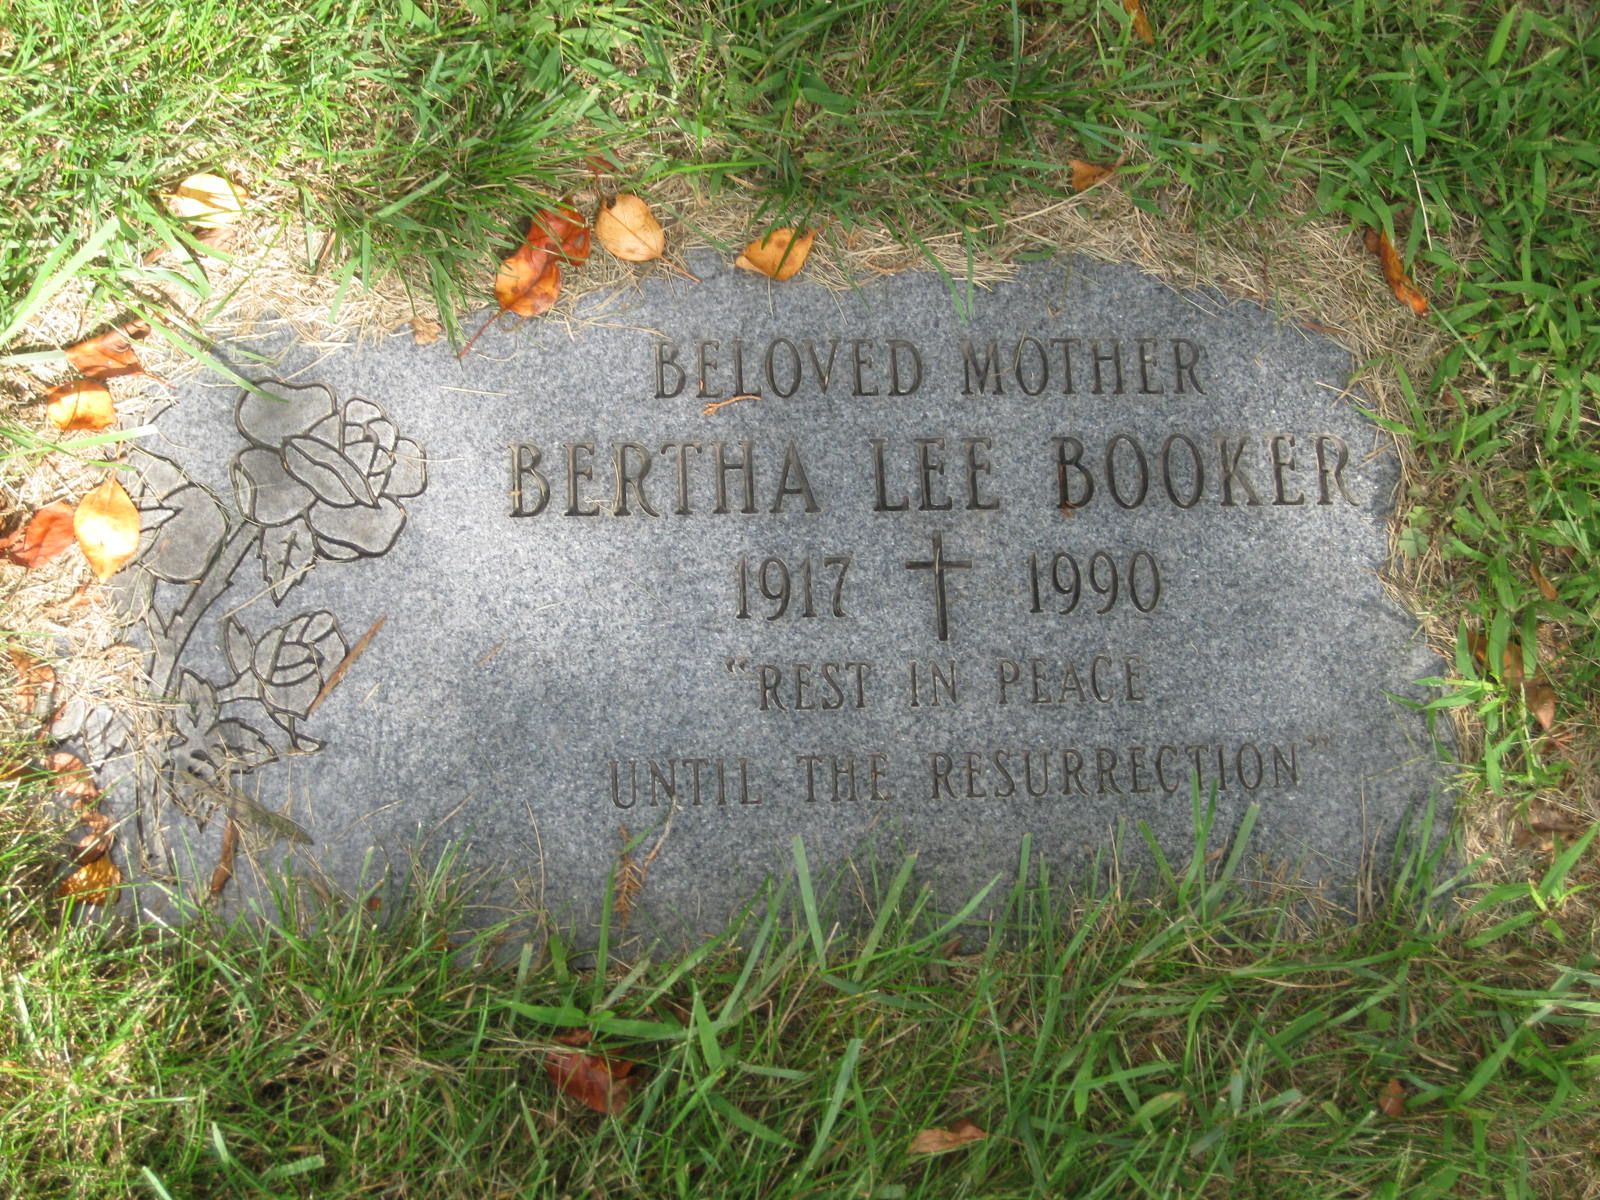 BELOVED MOTHER
BERTHA LEE BOOKER
1917 1990
"REST IN PEACE
UNTIL THE RESURRECTION"